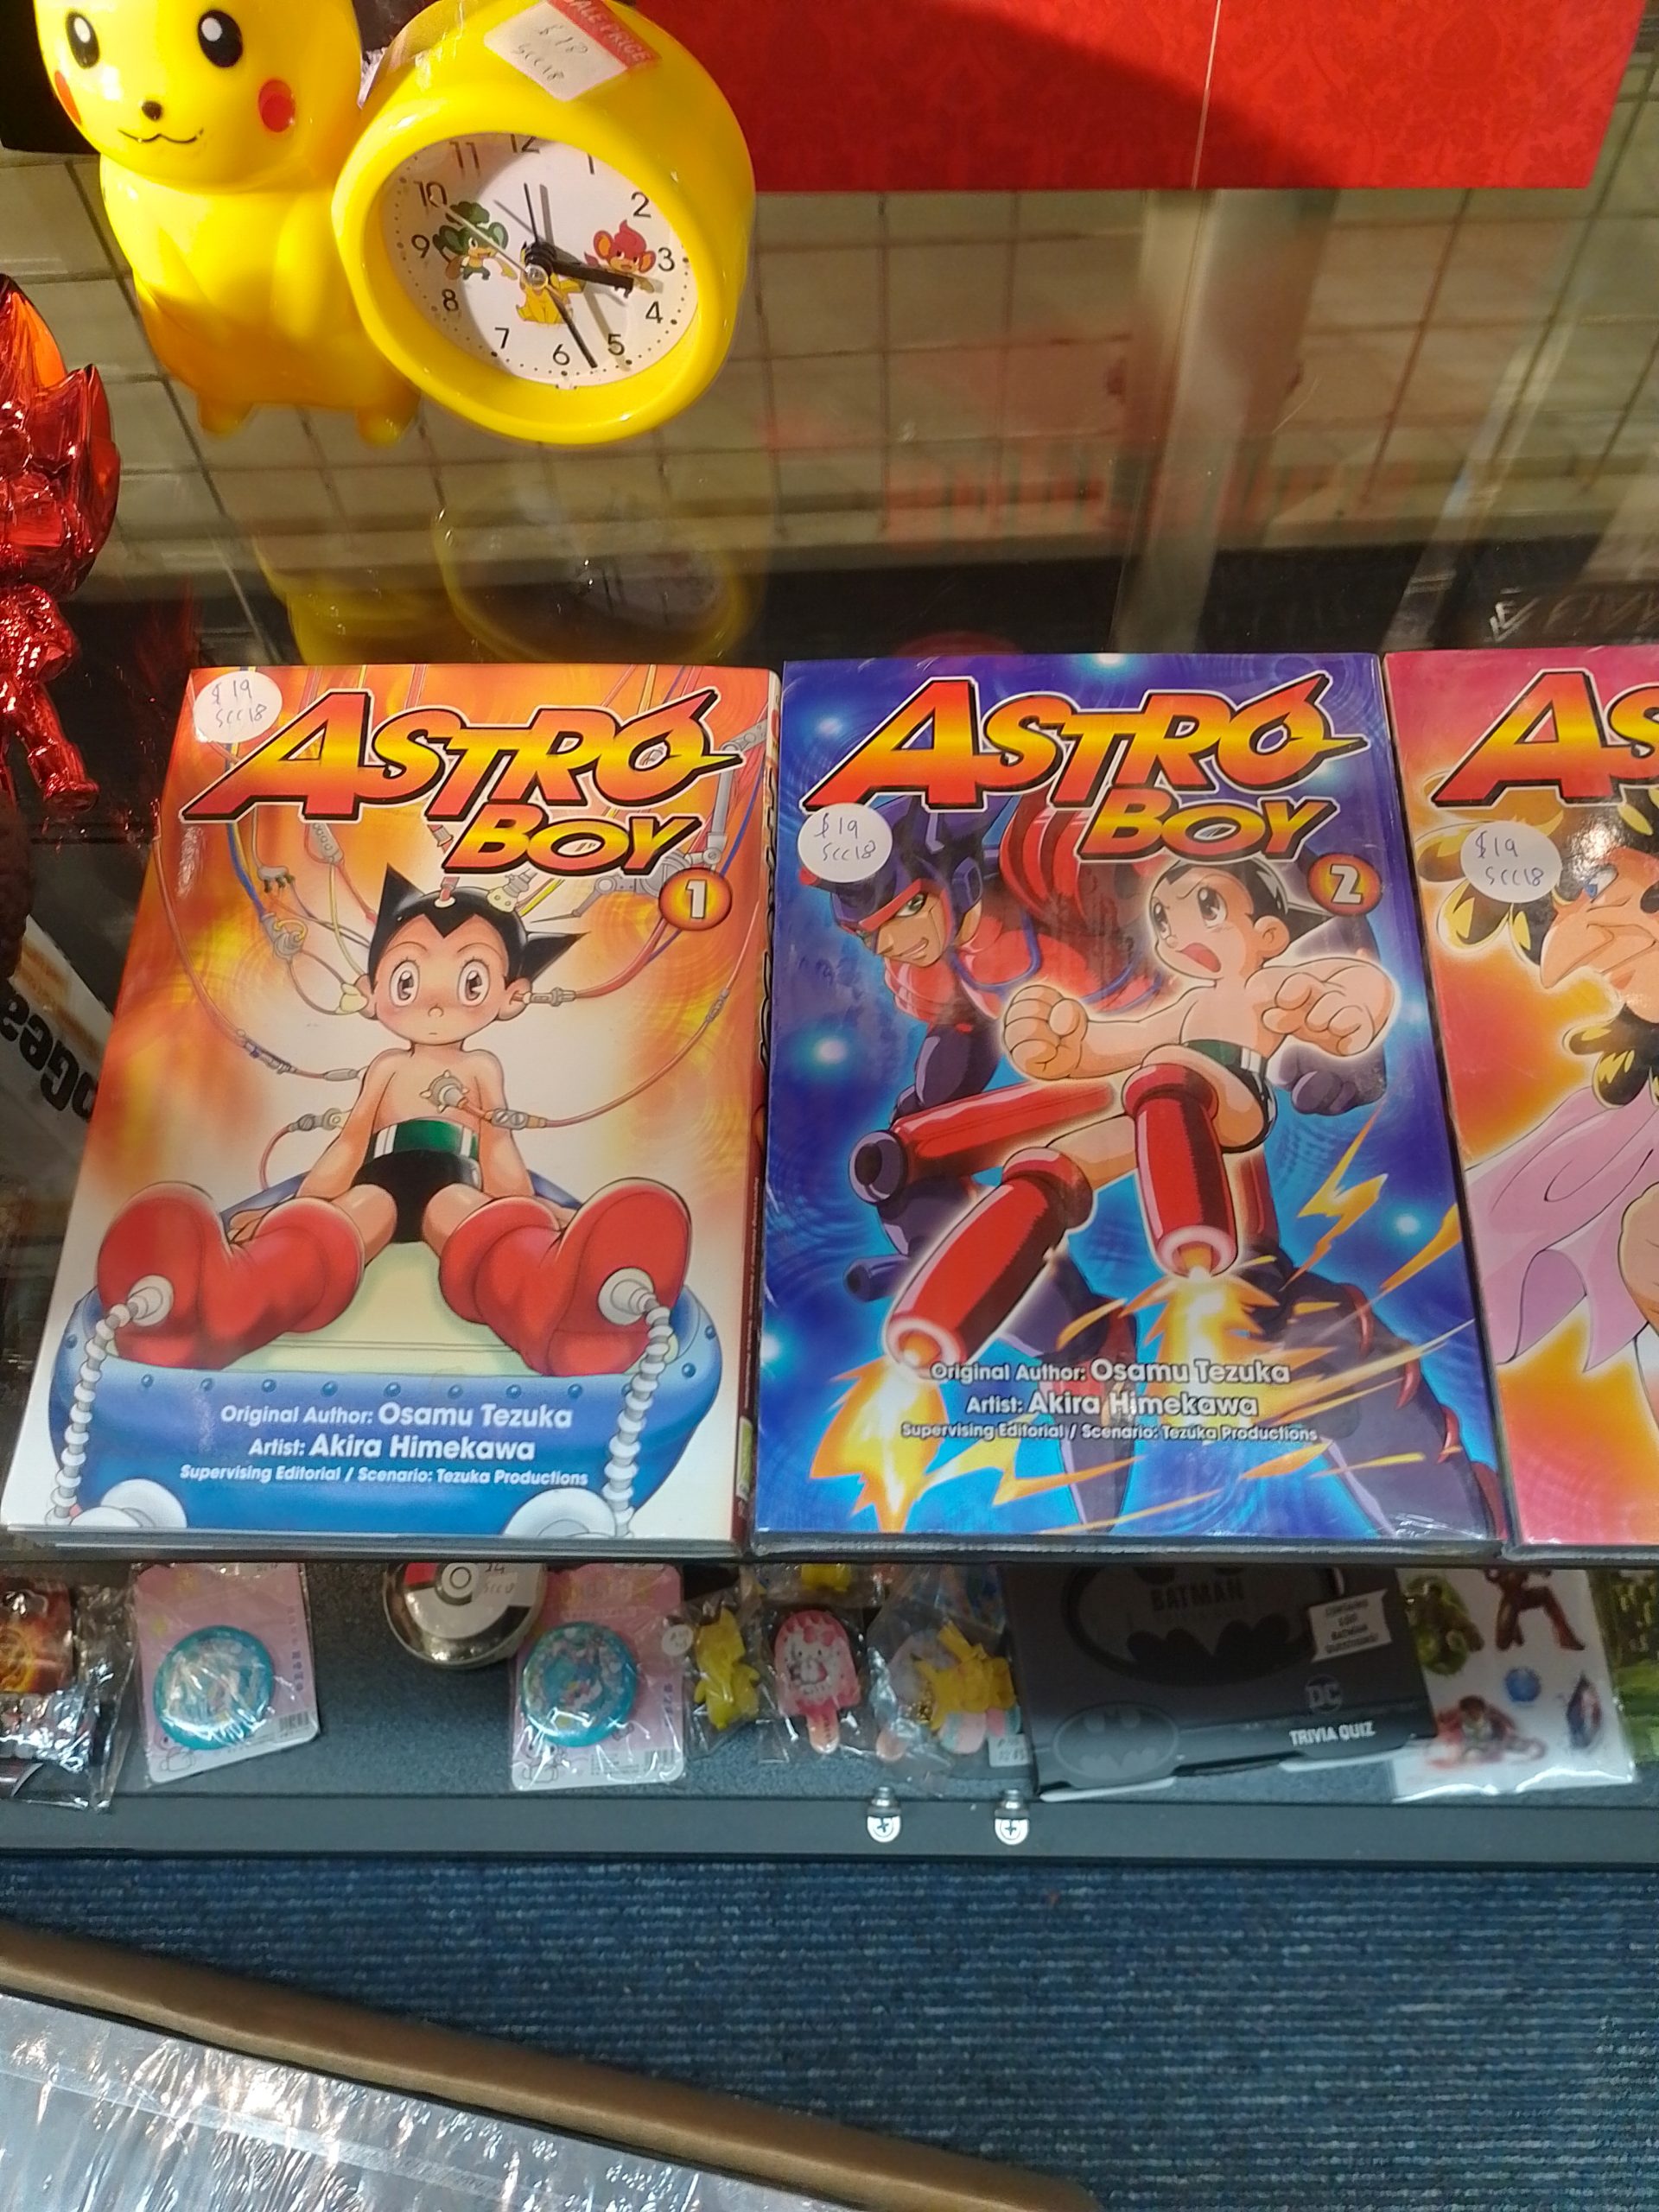 $18
SCC18
11
12
1
10
2
9
3
8
4
7
6
5
$19
SCC18
ASTRO
BOY
1
Original Author: Osamu Tezuka
Artist: Akira Himekawa
Supervising Editorial / Scenario: Tezuka Productions
$19
SCC18
ASTRO
BOY
2
Original Author: Osamu Tezuka
Artist: Akira Himekawa
Supervising Editorial / Scenario: Tezuka Productions
$19
SCC18
BATMAN
DC
TRIVIA QUIZ